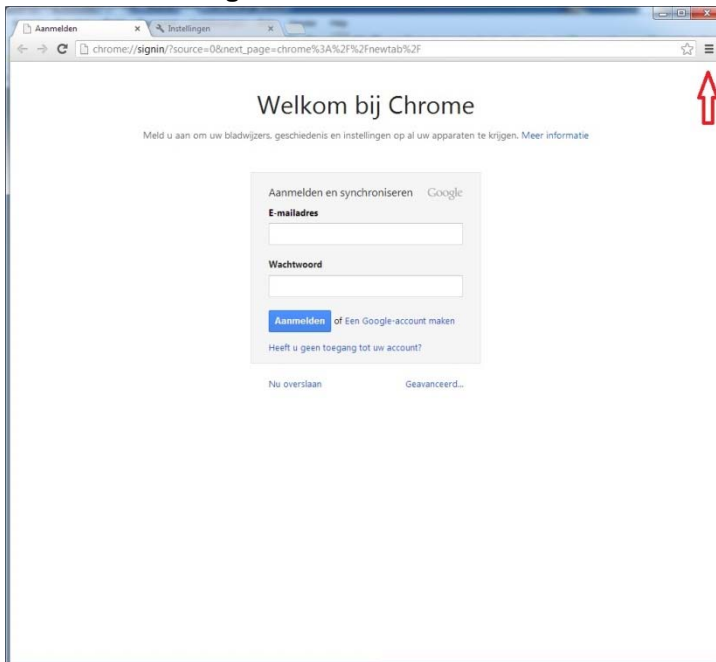 Aanmelden
Instellingen
chrome://signin/?source=0&next_page=chrome%3A%2F%2Fnewtab%2F
Welkom bij Chrome
Meld u aan om uw bladwijzers, geschiedenis en instellingen op al uw apparaten te krijgen. Meer informatie
Aanmelden en synchroniseren Google
E-mailadres
Wachtwoord
Aanmelden of Een Google-account maken
Heeft u geen toegang tot uw account?
Nu overslaan Geavanceerd...